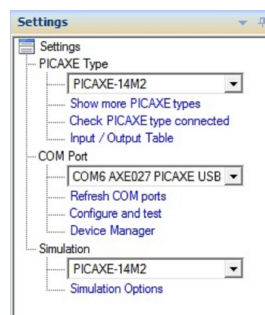 Settings
Settings
PICAXE Type
PICAXE-14M2
Show more PICAXE types
Check PICAXE type connected
Input / Output Table
COM Port
COM6 AXE027 PICAXE USB
Refresh COM ports
Configure and test
Device Manager
Simulation
PICAXE-14M2
Simulation Options